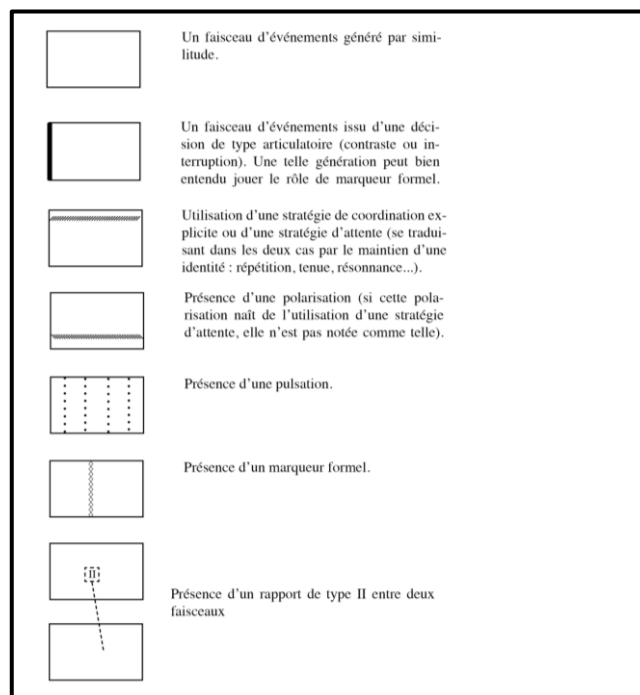 Un faisceau d'événements généré par simi-
litude.
Un faisceau d'événements issu d'une déci-
sion de type articulatoire (contraste ou in-
terruption). Une telle génération peut bien
entendu jouer le rôle de marqueur formel.
Utilisation d'une stratégie de coordination ex-
plicite ou d'une stratégie d'attente (se tradui-
sant dans les deux cas par le maintien d'une
identité : répétition, tenue, résonnance...).
Présence d'une polarisation (si cette pola-
risation naît de l'utilisation d'une stratégie
d'attente, elle n'est pas notée comme telle).
Présence d'une pulsation.
Présence d'un marqueur formel.
II
Présence d'un rapport de type II entre deux
faisceaux